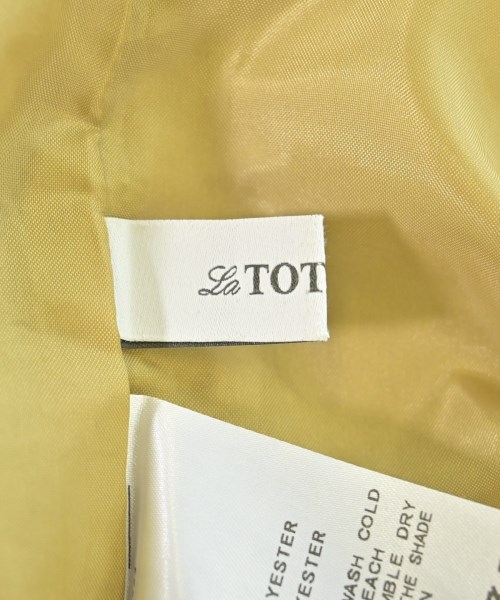 La TOT
YESTER
YESTER
WASH COLD
EACH
MBLE DRY
THE SHADE